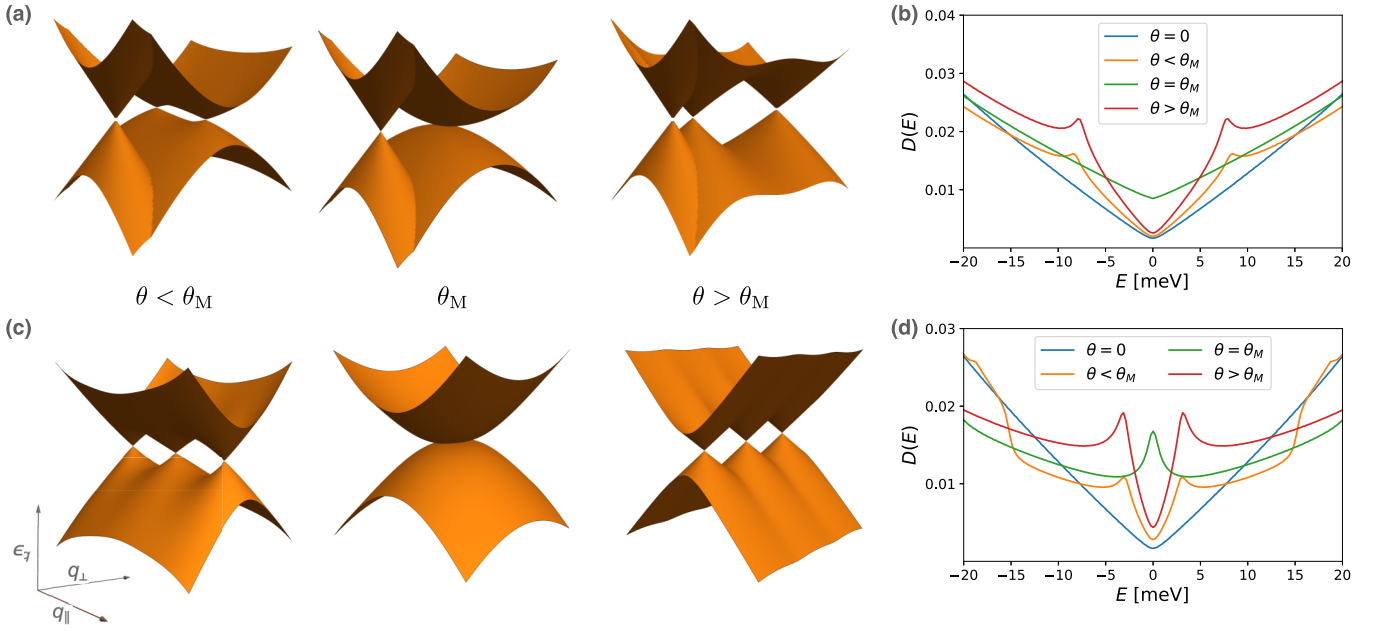 (a)
θ < θ_M
θ_M
θ > θ_M
(b)
0.04
0.03
0.02
0.01
D(E)
θ = 0
θ < θ_M
θ = θ_M
θ > θ_M
−20 −15 −10 −5 0 5 10 15 20
E [meV]
(c)
ϵ_𝓕
q_⊥
q_∥
(d)
0.03
0.02
0.01
D(E)
θ = 0 θ = θ_M
θ < θ_M θ > θ_M
−20 −15 −10 −5 0 5 10 15 20
E [meV]